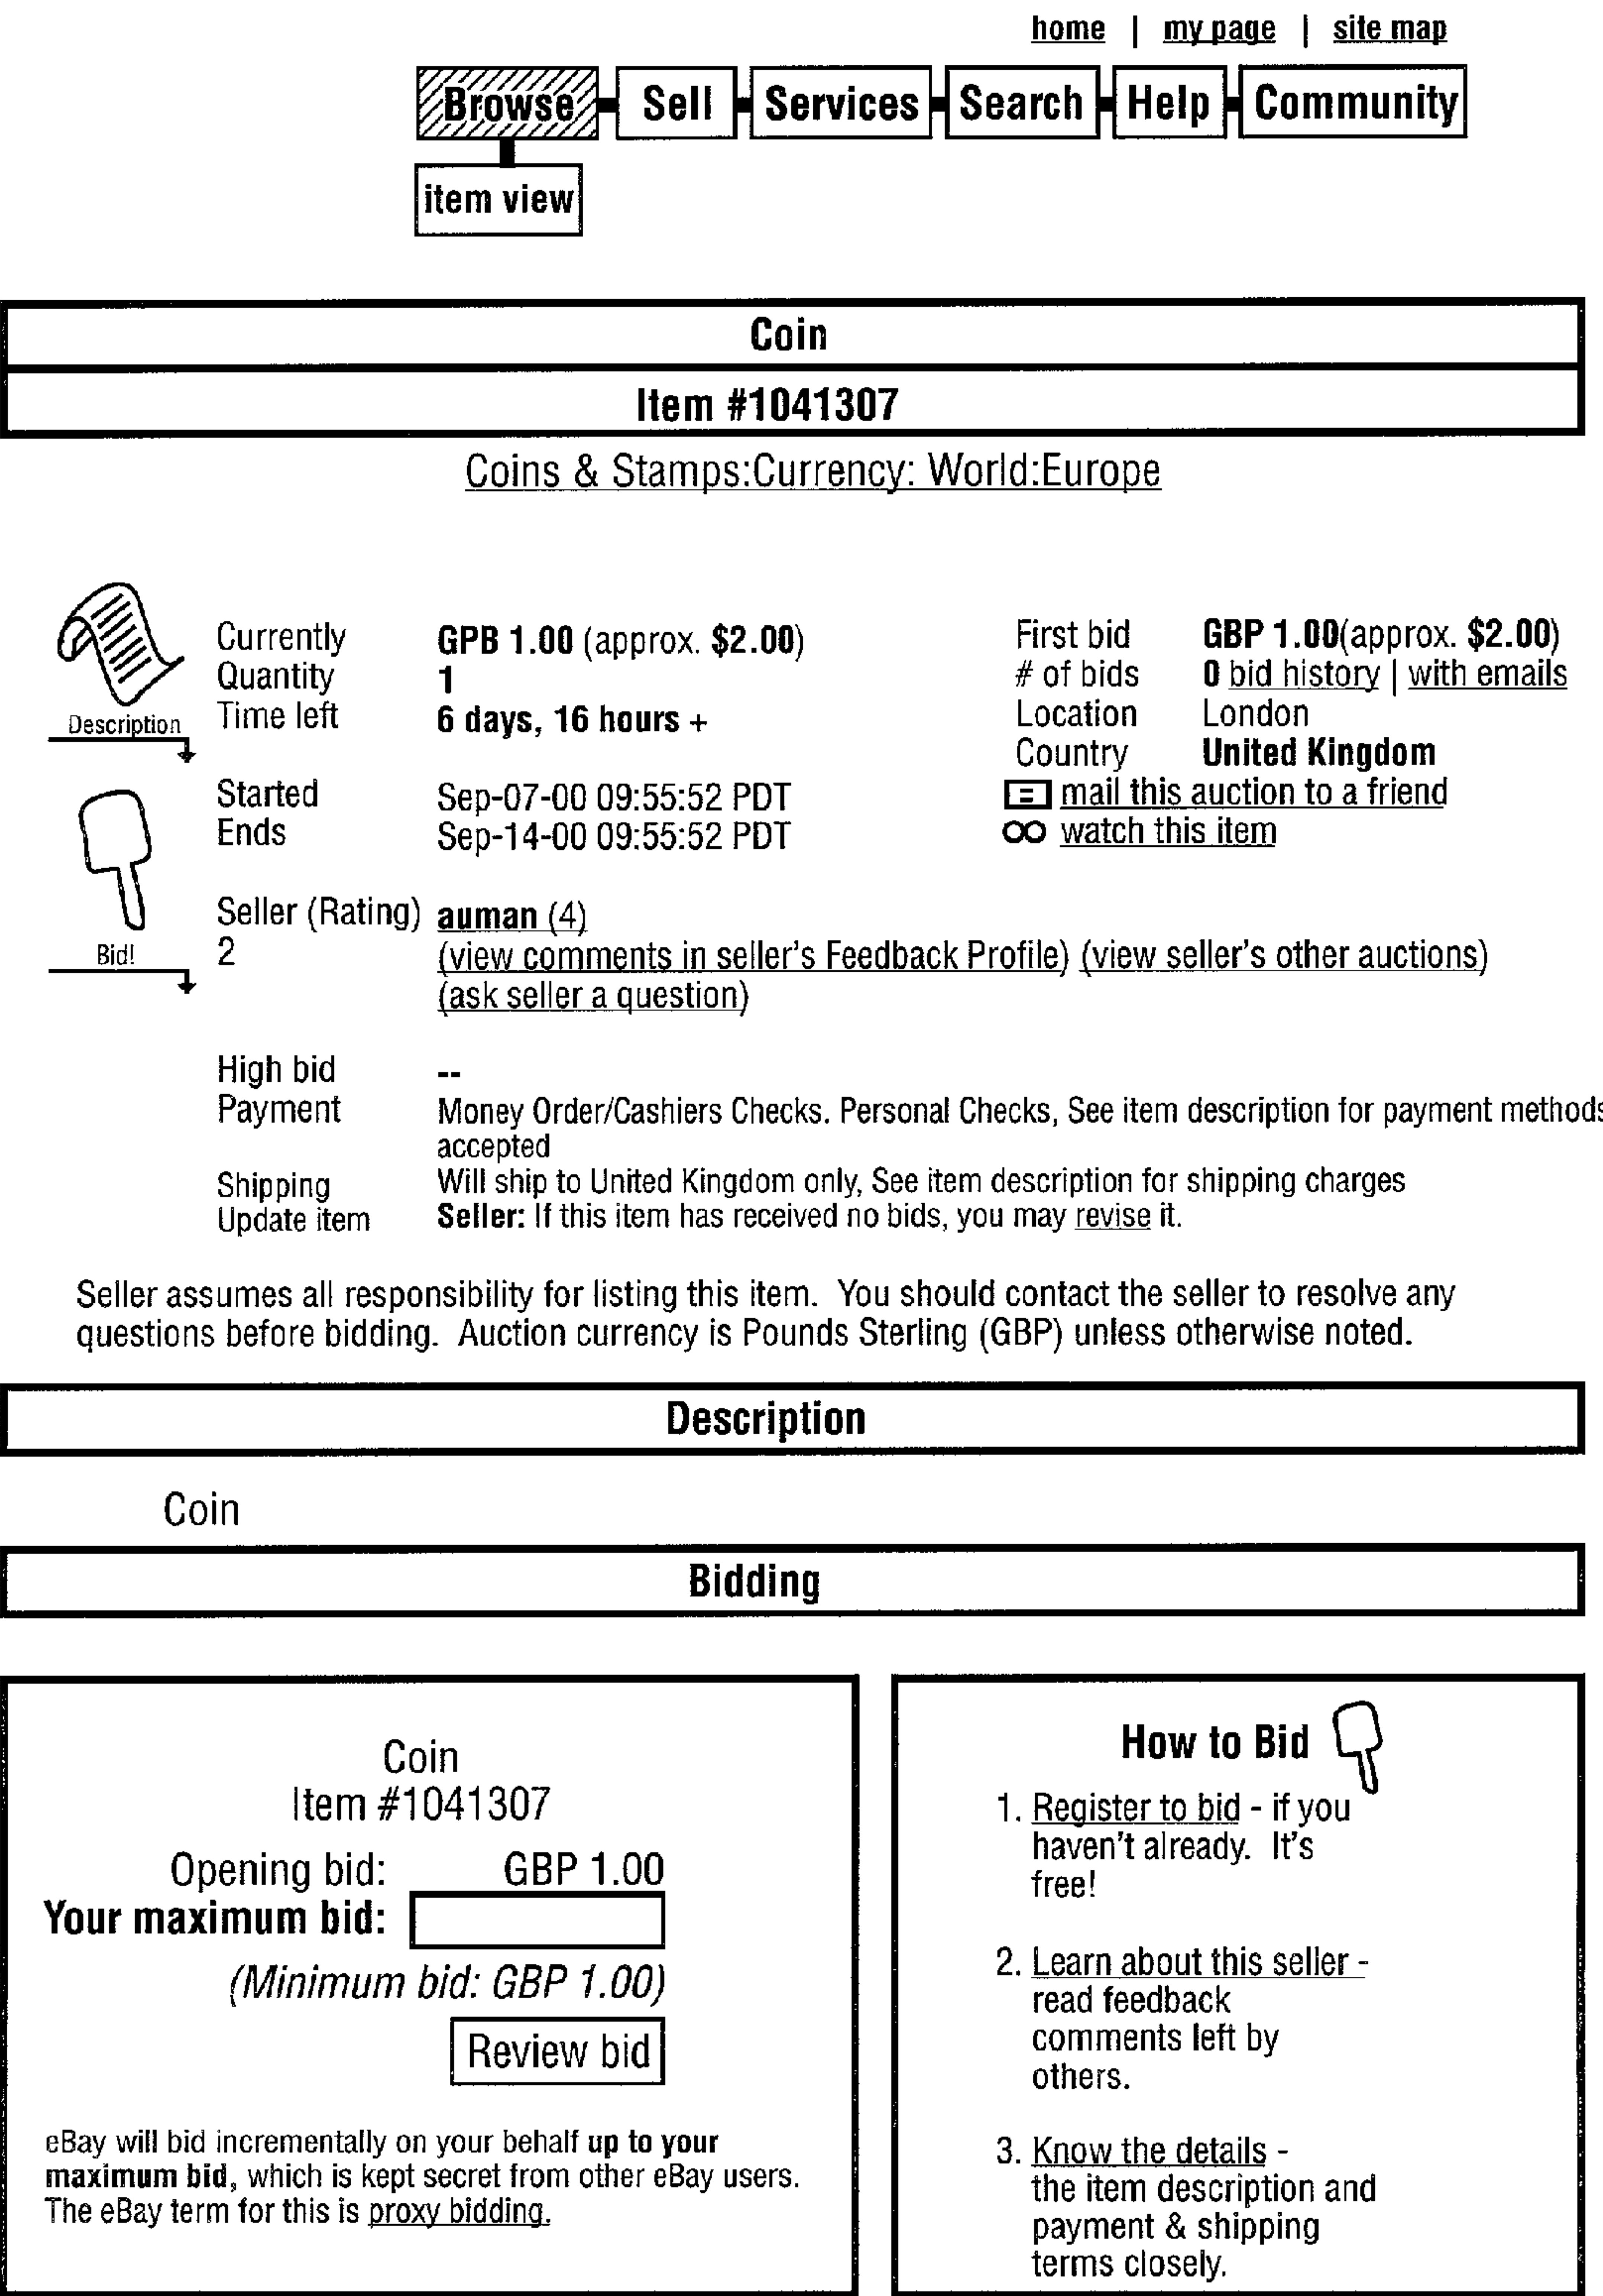 home | my page | site map
Browse Sell Services Search Help Community
item view
Coin
Item #1041307
Coins & Stamps:Currency: World:Europe
Description
Bid!
Currently GPB 1.00 (approx. $2.00)
Quantity 1
Time left 6 days, 16 hours +
Started Sep-07-00 09:55:52 PDT
Ends Sep-14-00 09:55:52 PDT
First bid GBP 1.00(approx. $2.00)
# of bids 0 bid history | with emails
Location London
Country United Kingdom
mail this auction to a friend
watch this item
Seller (Rating) auman (4)
2 (view comments in seller's Feedback Profile) (view seller's other auctions)
(ask seller a question)
High bid --
Payment Money Order/Cashiers Checks. Personal Checks, See item description for payment methods
accepted
Shipping Will ship to United Kingdom only, See item description for shipping charges
Update item Seller: If this item has received no bids, you may revise it.
Seller assumes all responsibility for listing this item. You should contact the seller to resolve any
questions before bidding. Auction currency is Pounds Sterling (GBP) unless otherwise noted.
Description
Coin
Bidding
Coin
Item #1041307
Opening bid: GBP 1.00
Your maximum bid:
(Minimum bid: GBP 1.00)
Review bid
eBay will bid incrementally on your behalf up to your
maximum bid, which is kept secret from other eBay users.
The eBay term for this is proxy bidding.
How to Bid
1. Register to bid - if you
haven't already. It's
free!
2. Learn about this seller -
read feedback
comments left by
others.
3. Know the details -
the item description and
payment & shipping
terms closely.